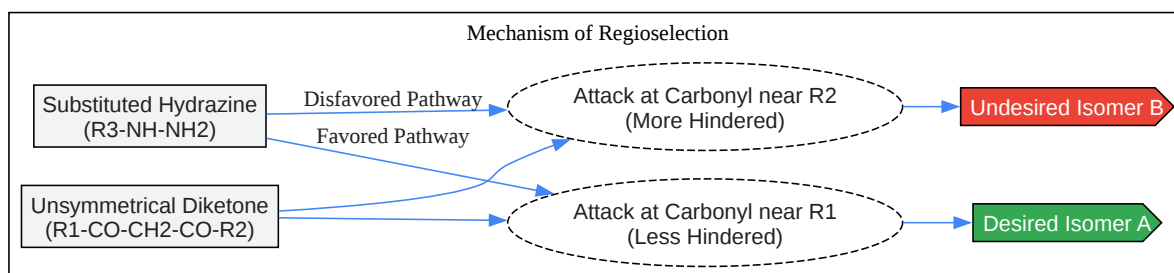 Mechanism of Regioselection
Substituted Hydrazine
(R3-NH-NH2)
Disfavored Pathway
Favored Pathway
Attack at Carbonyl near R2
(More Hindered)
Undesired Isomer B
Unsymmetrical Diketone
(R1-CO-CH2-CO-R2)
Attack at Carbonyl near R1
(Less Hindered)
Desired Isomer A